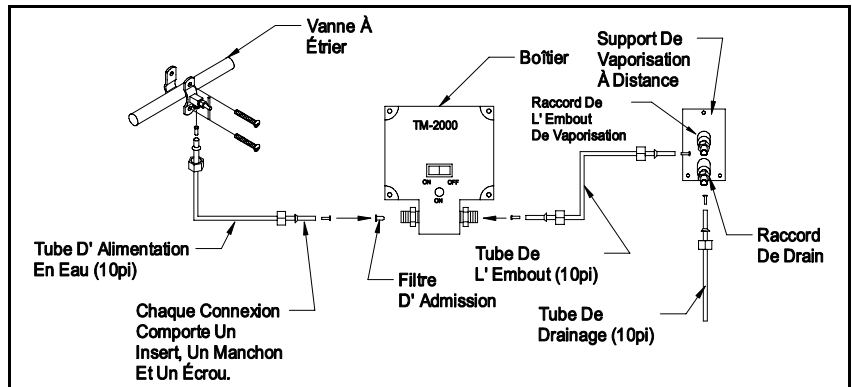 Vanne À
Étrier
Boîtier
Support De
Vaporisation
À Distance
Raccord De
L' Embout
De Vaporisation
TM-2000
ON OFF
ON
Tube D' Alimentation
En Eau (10pi)
Filtre
D' Admission
Tube De
L' Embout (10pi)
Raccord
De Drain
Chaque Connexion
Comporte Un
Insert, Un Manchon
Et Un Écrou.
Tube De
Drainage (10pi)